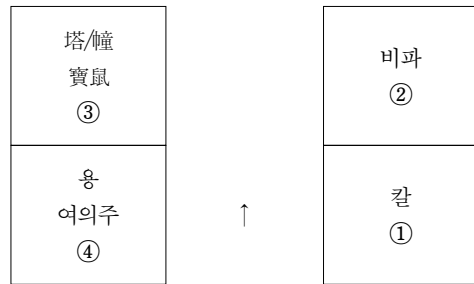 塔/幢
寶鼠
③
비파
②
용
여의주
④
↑
칼
①